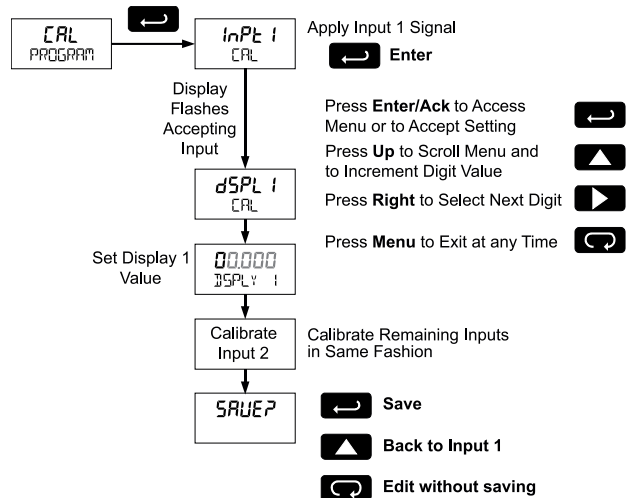 CAL
PROGRAM
InPt 1
CAL
Apply Input 1 Signal
Enter
Display
Flashes
Accepting
Input
Press Enter/Ack to Access
Menu or to Accept Setting
Press Up to Scroll Menu and
to Increment Digit Value
Press Right to Select Next Digit
Press Menu to Exit at any Time
dSPL 1
CAL
Set Display 1
Value
00.000
DSPLY 1
Calibrate
Input 2
Calibrate Remaining Inputs
in Same Fashion
SAVE?
Save
Back to Input 1
Edit without saving